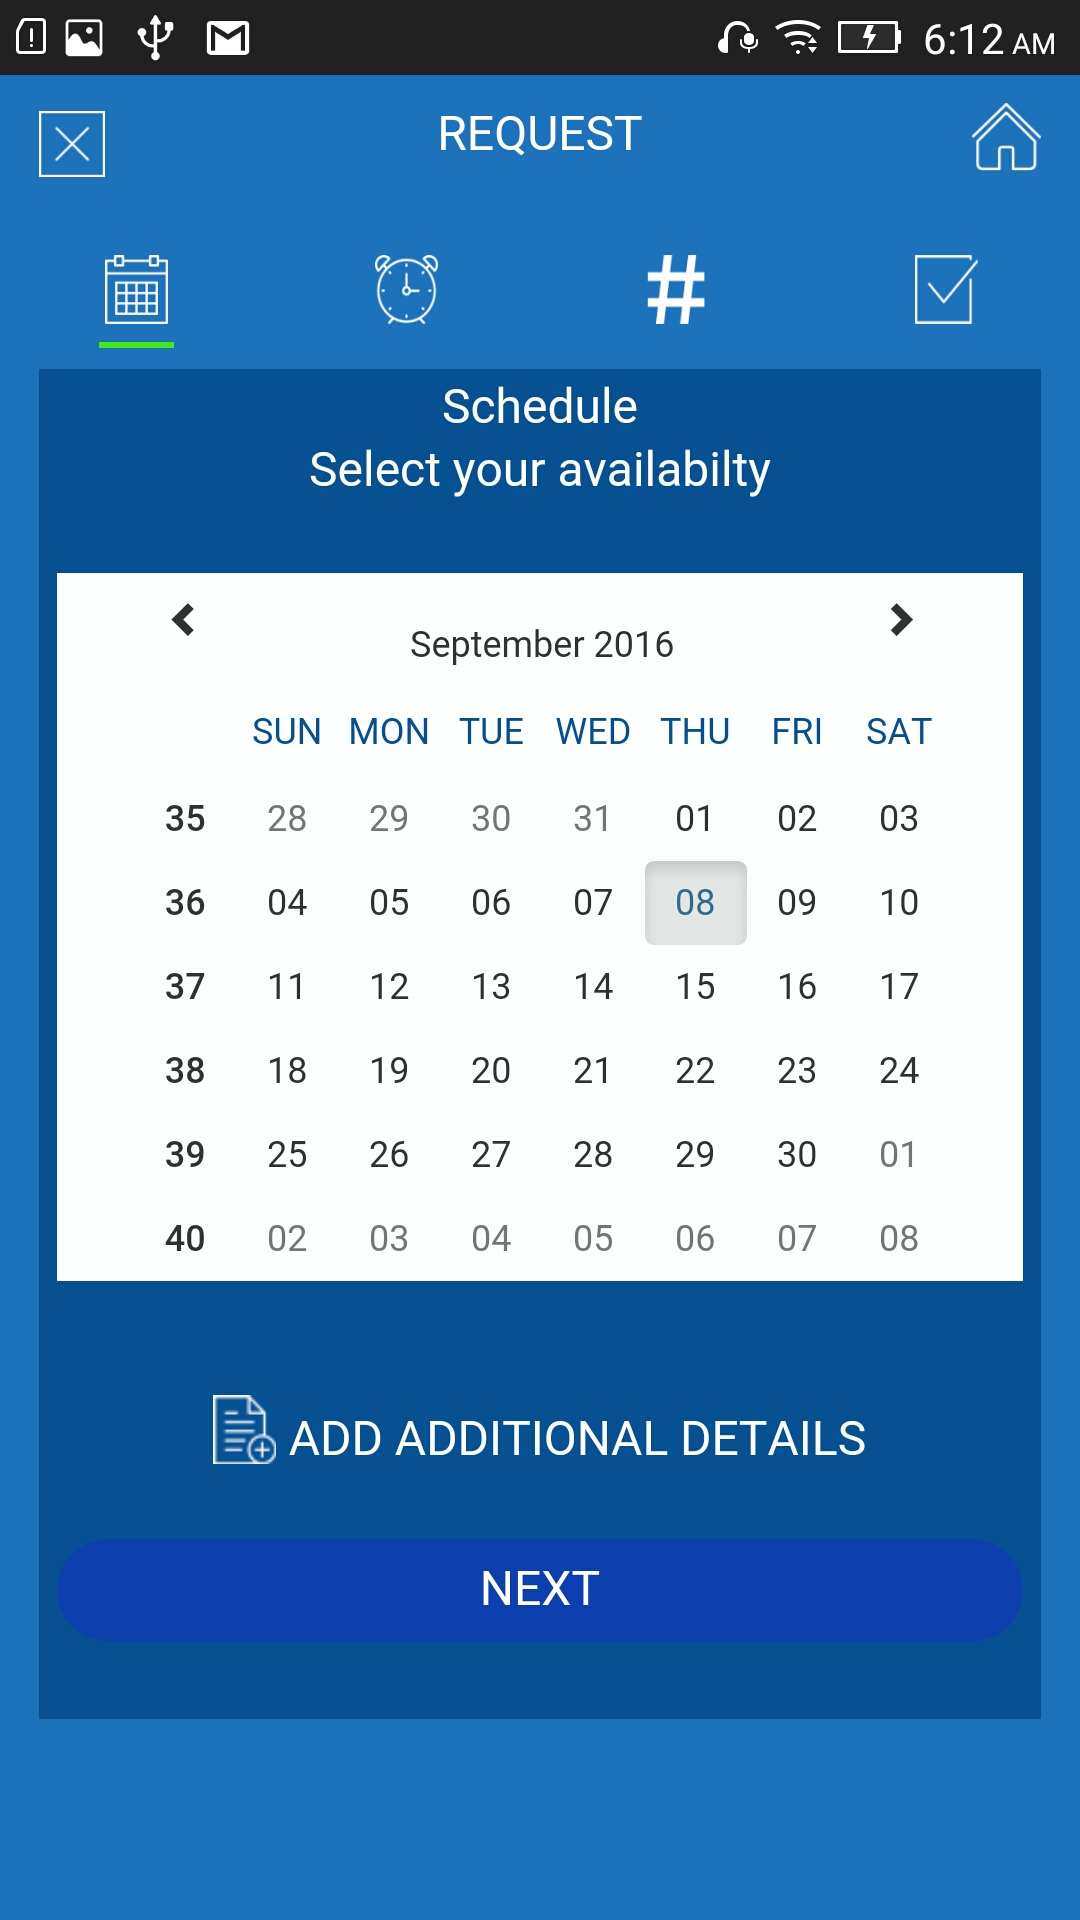 6:12 AM
REQUEST
#
Schedule
Select your availabilty
September 2016
SUN MON TUE WED THU FRI SAT
35 28 29 30 31 01 02 03
36 04 05 06 07 08 09 10
37 11 12 13 14 15 16 17
38 18 19 20 21 22 23 24
39 25 26 27 28 29 30 01
40 02 03 04 05 06 07 08
ADD ADDITIONAL DETAILS
NEXT